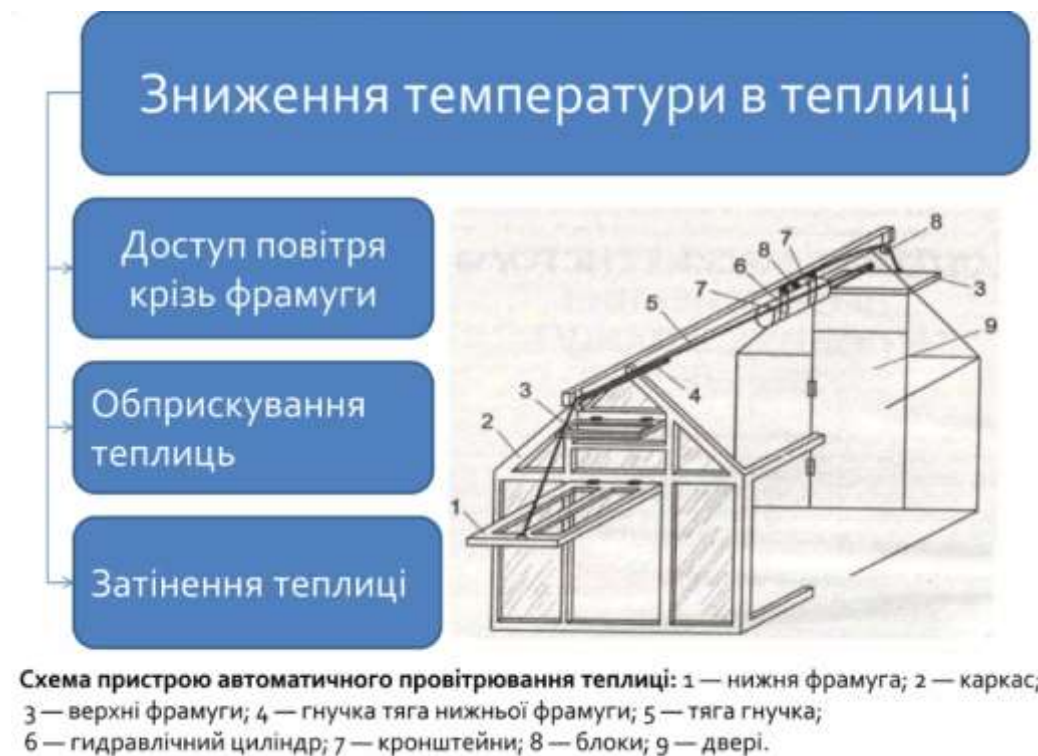 Зниження температури в теплиці
Доступ повітря
крізь фрамуги
Обприскування
теплиць
Затінення теплиці
8
7
8
6
7
3
5
9
3
4
2
1
Схема пристрою автоматичного провітрювання теплиці: 1 — нижня фрамуга; 2 — каркас;
3 — верхні фрамуги; 4 — гнучка тяга нижньої фрамуги; 5 — тяга гнучка;
6 — гидравлічний циліндр; 7 — кронштейни; 8 — блоки; 9 — двері.